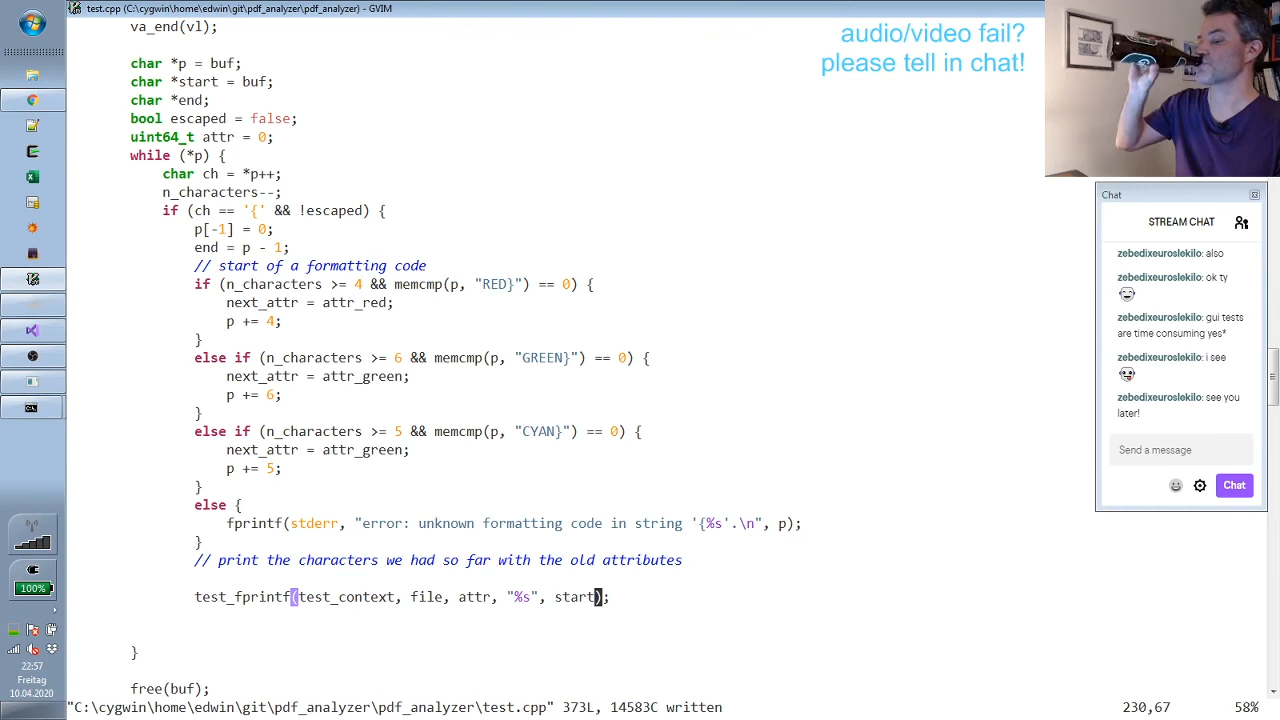 test.cpp (C:\cygwin\home\edwin\git\pdf_analyzer\pdf_analyzer) - GVIM
va_end(vl);
char *p = buf;
char *start = buf;
char *end;
bool escaped = false;
uint64_t attr = 0;
while (*p) {
char ch = *p++;
n_characters--;
if (ch == '{' && !escaped) {
p[-1] = 0;
end = p - 1;
// start of a formatting code
if (n_characters >= 4 && memcmp(p, "RED}") == 0) {
next_attr = attr_red;
p += 4;
}
else if (n_characters >= 6 && memcmp(p, "GREEN}") == 0) {
next_attr = attr_green;
p += 6;
}
else if (n_characters >= 5 && memcmp(p, "CYAN}") == 0) {
next_attr = attr_green;
p += 5;
}
else {
fprintf(stderr, "error: unknown formatting code in string '{%s'.\n", p);
}
// print the characters we had so far with the old attributes
test_fprintf(test_context, file, attr, "%s", start);
}
free(buf);
"C:\cygwin\home\edwin\git\pdf_analyzer\pdf_analyzer\test.cpp" 373L, 14583C written
230,67
58%
audio/video fail?
please tell in chat!
Chat
STREAM CHAT
zebedixeuroslekilo: also
zebedixeuroslekilo: ok ty
zebedixeuroslekilo: gui tests
are time consuming yes*
zebedixeuroslekilo: i see
zebedixeuroslekilo: see you
later!
Send a message
Chat
100%
22:57
Freitag
10.04.2020